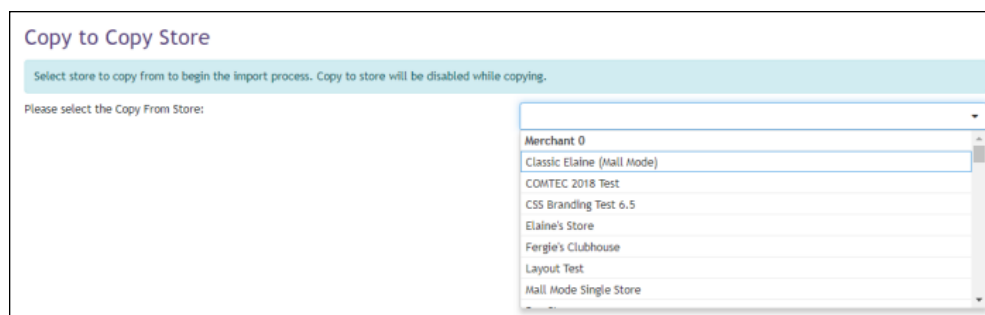 Copy to Copy Store
Select store to copy from to begin the import process. Copy to store will be disabled while copying.
Please select the Copy From Store:
Merchant 0
Classic Elaine (Mall Mode)
COMTEC 2018 Test
CSS Branding Test 6.5
Elaine's Store
Fergie's Clubhouse
Layout Test
Mall Mode Single Store